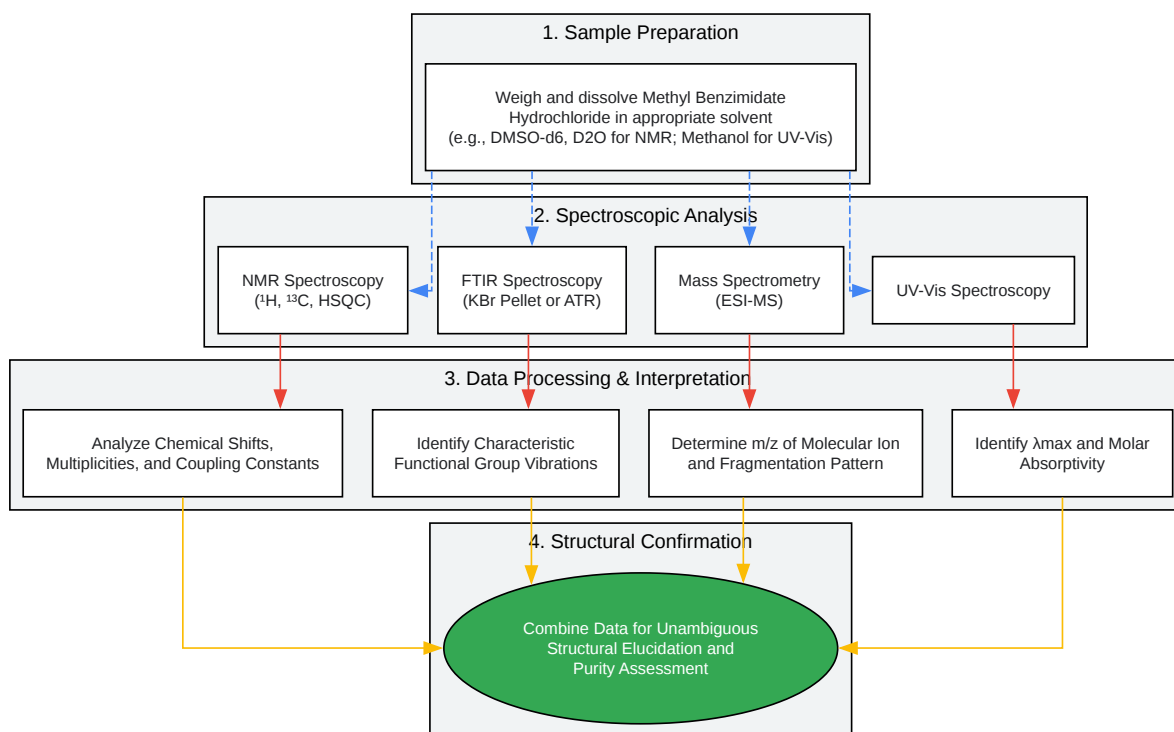 1. Sample Preparation
Weigh and dissolve Methyl Benzimidate
Hydrochloride in appropriate solvent
(e.g., DMSO-d6, D2O for NMR; Methanol for UV-Vis)
2. Spectroscopic Analysis
NMR Spectroscopy
(¹H, ¹³C, HSQC)
FTIR Spectroscopy
(KBr Pellet or ATR)
Mass Spectrometry
(ESI-MS)
UV-Vis Spectroscopy
3. Data Processing & Interpretation
Analyze Chemical Shifts,
Multiplicities, and Coupling Constants
Identify Characteristic
Functional Group Vibrations
Determine m/z of Molecular Ion
and Fragmentation Pattern
Identify λmax and Molar
Absorptivity
4. Structural Confirmation
Combine Data for Unambiguous
Structural Elucidation and
Purity Assessment